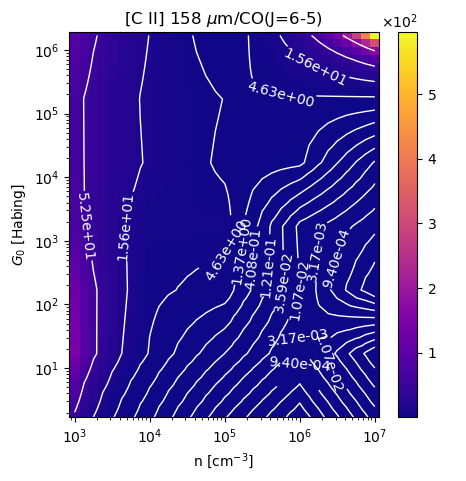 [C II] 158 μm/CO(J=6-5)
×10²
10⁶
10⁵
10⁴
10³
10²
10¹
G₀ [Habing]
10³
10⁴
10⁵
10⁶
10⁷
n [cm⁻³]
5
4
3
2
1
1.56e+01
4.63e+00
5.25e+01
1.56e+01
4.63e+00
1.37e+00
4.08e-01
1.21e-01
3.59e-02
1.07e-02
3.17e-03
9.40e-04
3.17e-03
9.40e-04
1.07e-02